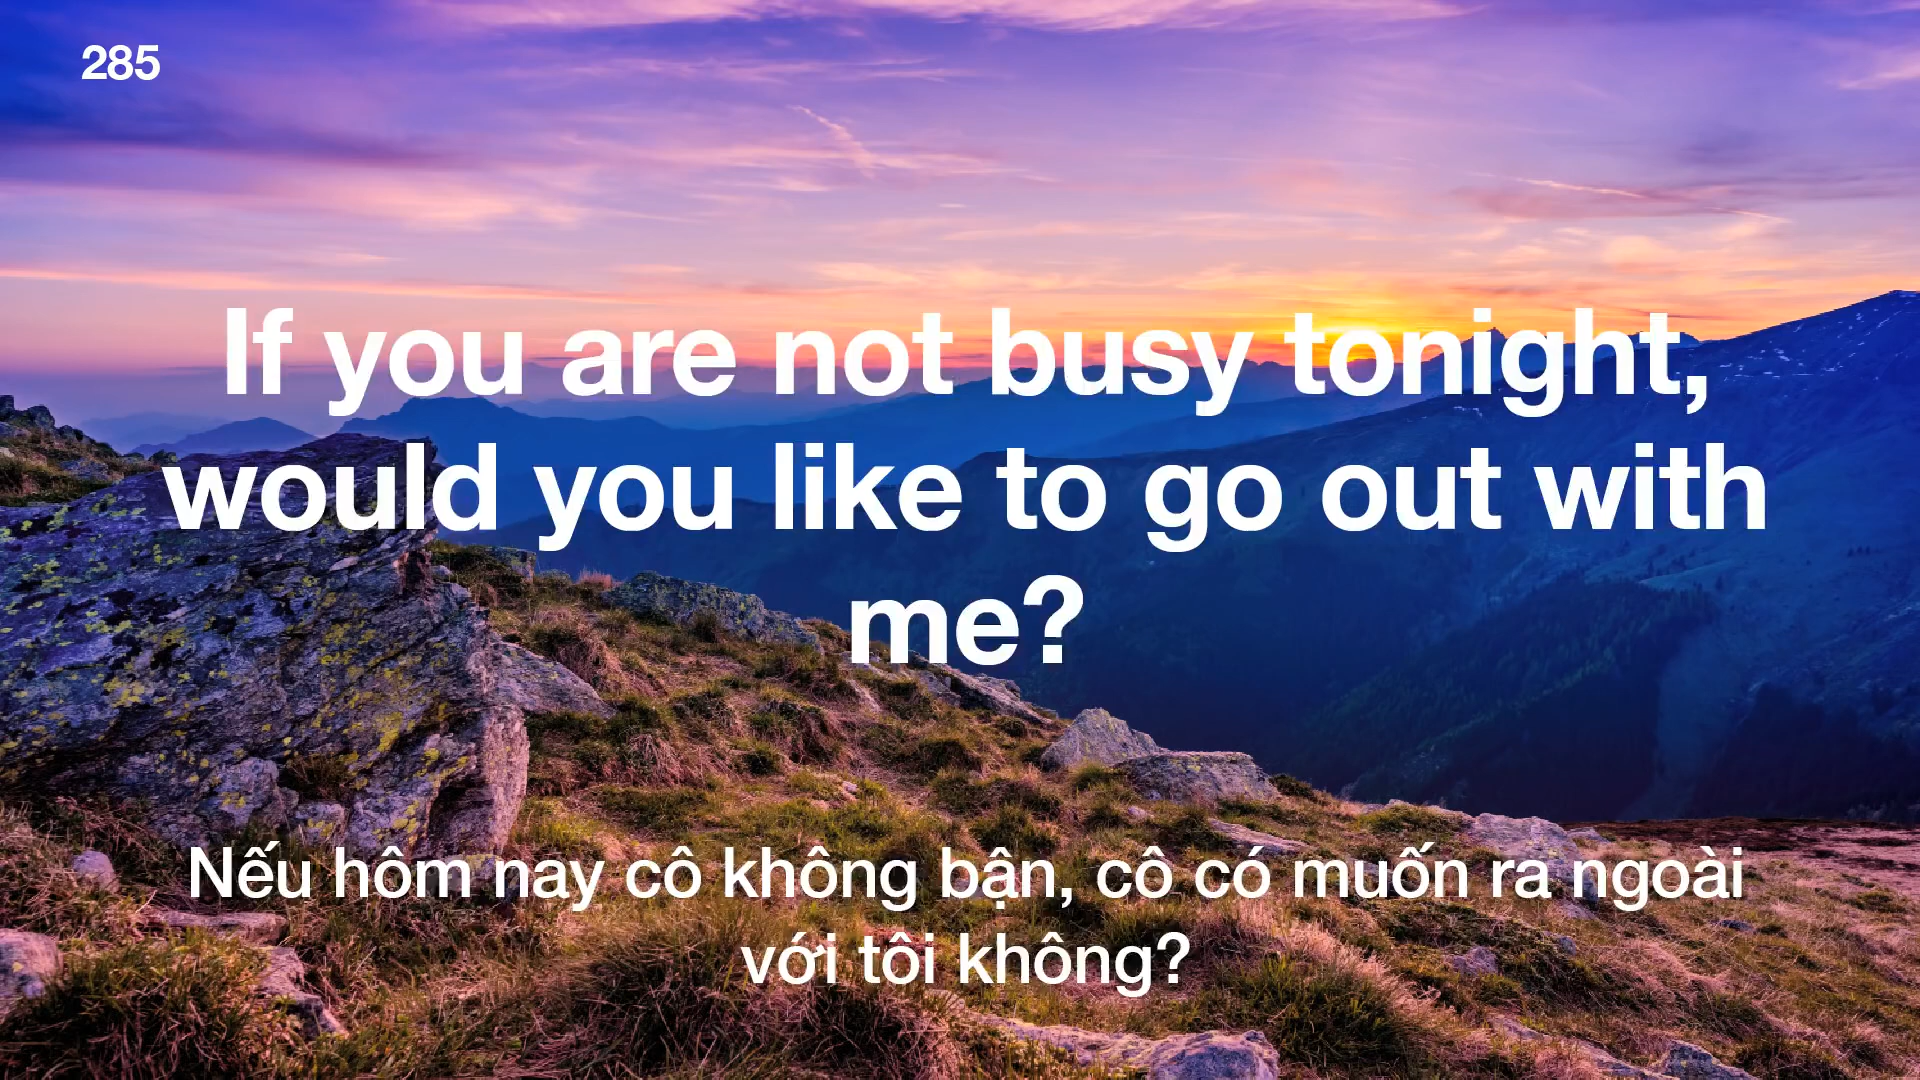 285
If you are not busy tonight,
would you like to go out with
me?
Nếu hôm nay cô không bận, cô có muốn ra ngoài
với tôi không?